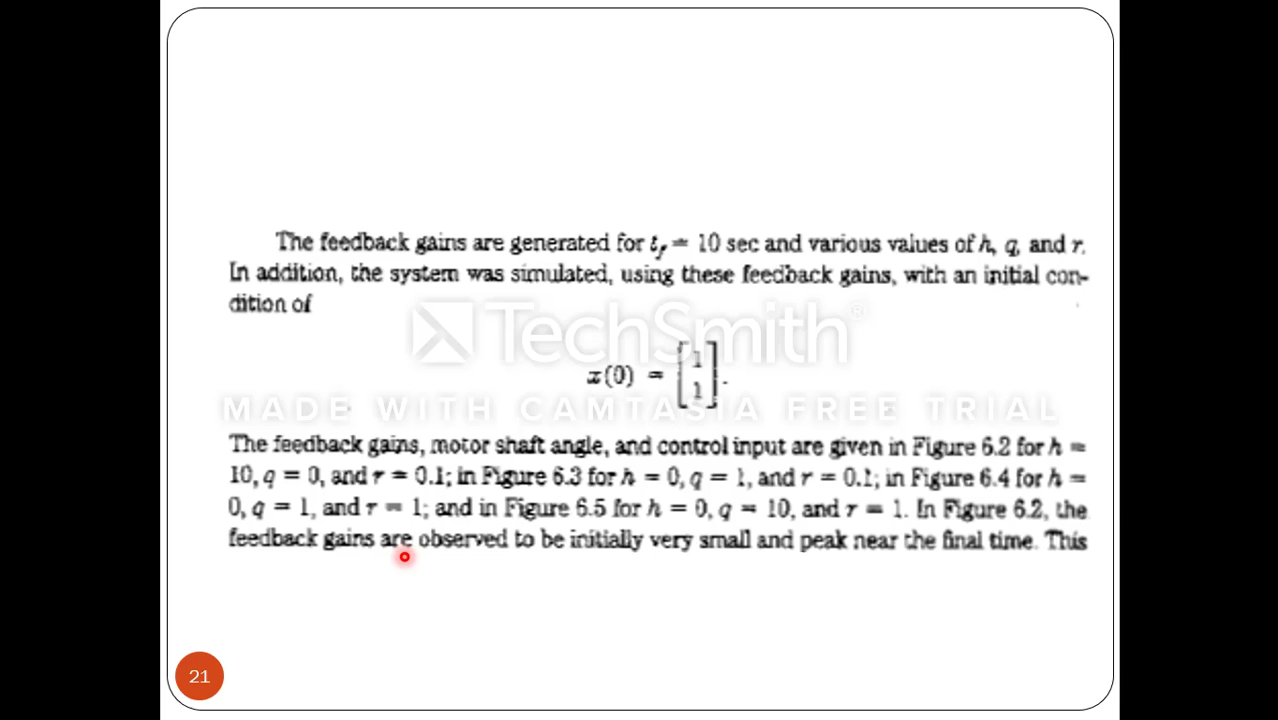 The feedback gains are generated for t_f = 10 sec and various values of h, q, and r.
In addition, the system was simulated, using these feedback gains, with an initial con-
dition of
TechSmith®
x(0) = [1
1].
MADE WITH CAMTASIA FREE TRIAL
The feedback gains, motor shaft angle, and control input are given in Figure 6.2 for h =
10, q = 0, and r = 0.1; in Figure 6.3 for h = 0, q = 1, and r = 0.1; in Figure 6.4 for h =
0, q = 1, and r = 1; and in Figure 6.5 for h = 0, q = 10, and r = 1. In Figure 6.2, the
feedback gains are observed to be initially very small and peak near the final time. This
21